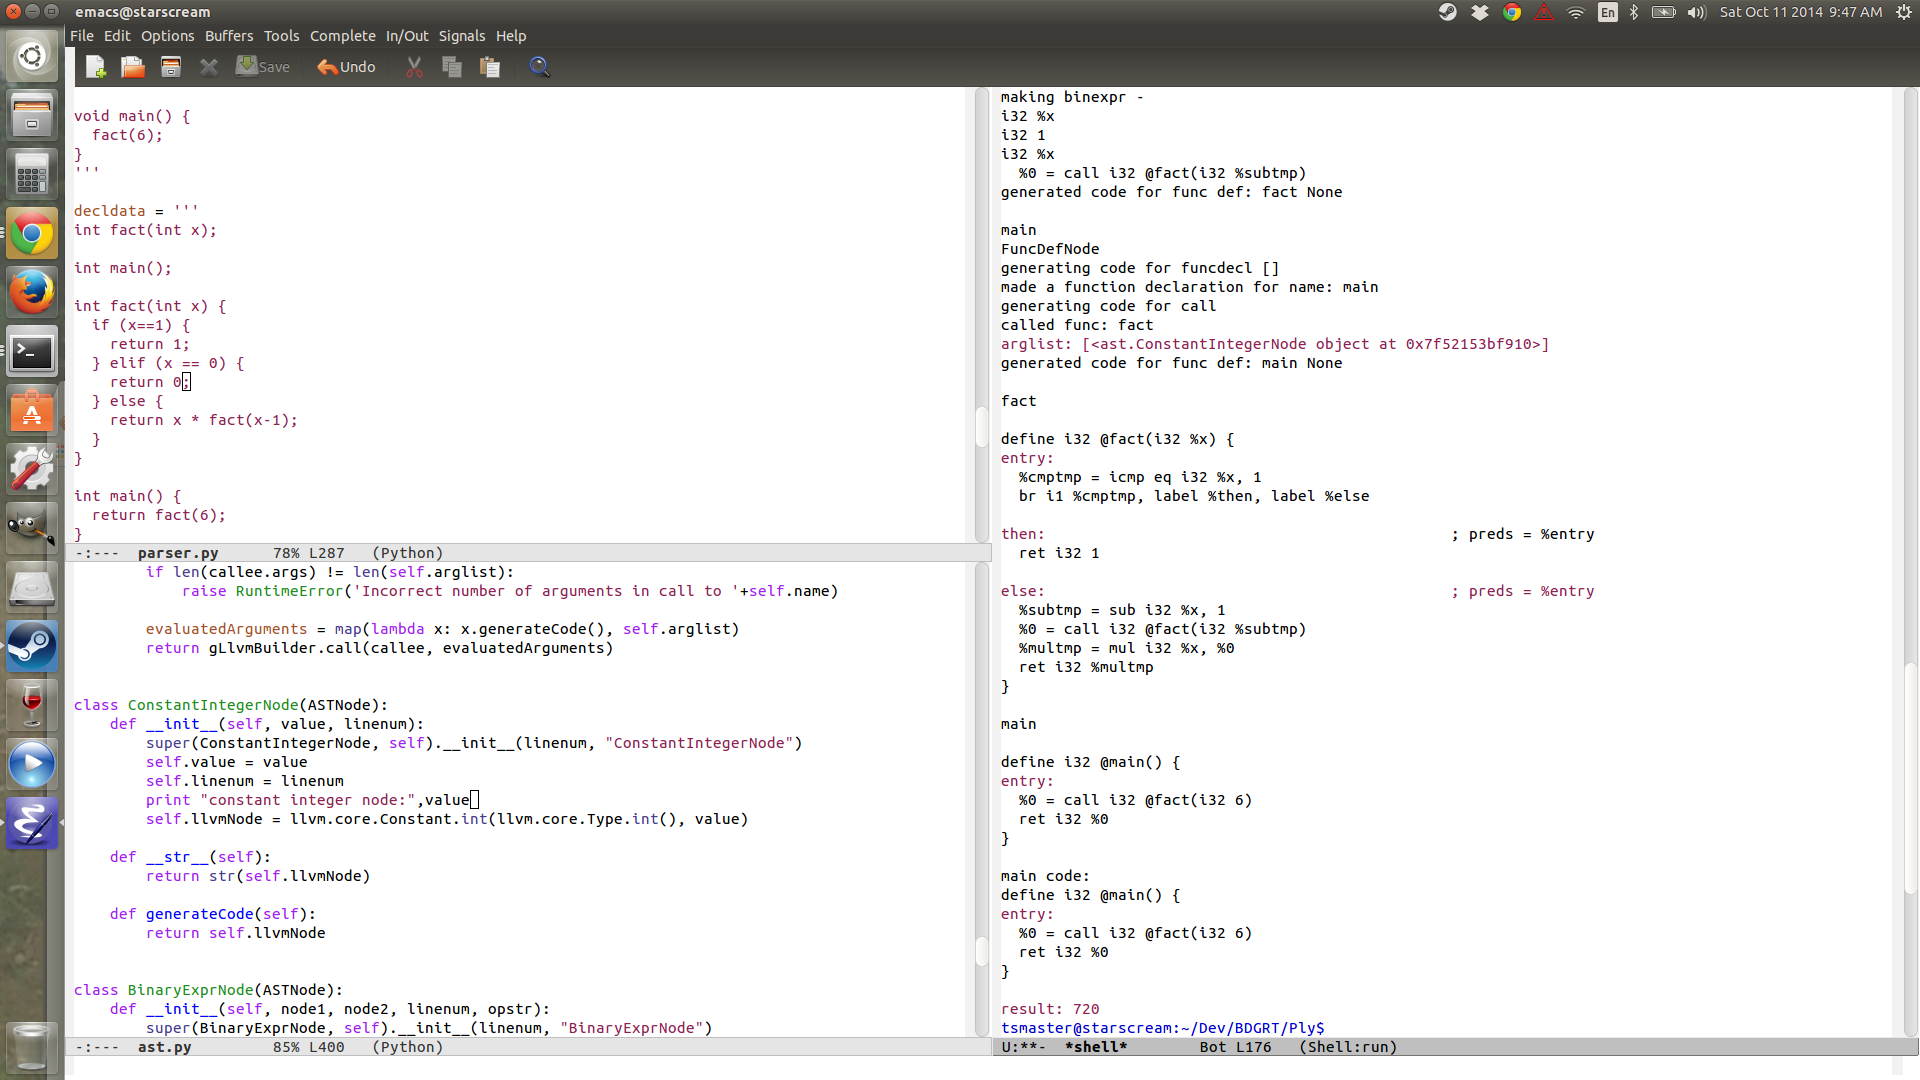 emacs@starscream
En
Sat Oct 11 2014 9:47 AM
File Edit Options Buffers Tools Complete In/Out Signals Help
Save Undo
void main() {
  fact(6);
}
'''
decldata = '''
int fact(int x);
int main();
int fact(int x) {
  if (x==1) {
    return 1;
  } elif (x == 0) {
    return 0;
  } else {
    return x * fact(x-1);
  }
}
int main() {
  return fact(6);
}
-:---  parser.py      78% L287   (Python)
        if len(callee.args) != len(self.arglist):
            raise RuntimeError('Incorrect number of arguments in call to '+self.name)
        evaluatedArguments = map(lambda x: x.generateCode(), self.arglist)
        return gLlvmBuilder.call(callee, evaluatedArguments)
class ConstantIntegerNode(ASTNode):
    def __init__(self, value, linenum):
        super(ConstantIntegerNode, self).__init__(linenum, "ConstantIntegerNode")
        self.value = value
        self.linenum = linenum
        print "constant integer node:",value
        self.llvmNode = llvm.core.Constant.int(llvm.core.Type.int(), value)
    def __str__(self):
        return str(self.llvmNode)
    def generateCode(self):
        return self.llvmNode
class BinaryExprNode(ASTNode):
    def __init__(self, node1, node2, linenum, opstr):
        super(BinaryExprNode, self).__init__(linenum, "BinaryExprNode")
-:---  ast.py         85% L400   (Python)
making binexpr -
i32 %x
i32 1
i32 %x
  %0 = call i32 @fact(i32 %subtmp)
generated code for func def: fact None
main
FuncDefNode
generating code for funcdecl []
made a function declaration for name: main
generating code for call
called func: fact
arglist: [<ast.ConstantIntegerNode object at 0x7f52153bf910>]
generated code for func def: main None
fact
define i32 @fact(i32 %x) {
entry:
  %cmptmp = icmp eq i32 %x, 1
  br i1 %cmptmp, label %then, label %else
then:                                             ; preds = %entry
  ret i32 1
else:                                             ; preds = %entry
  %subtmp = sub i32 %x, 1
  %0 = call i32 @fact(i32 %subtmp)
  %multmp = mul i32 %x, %0
  ret i32 %multmp
}
main
define i32 @main() {
entry:
  %0 = call i32 @fact(i32 6)
  ret i32 %0
}
main code:
define i32 @main() {
entry:
  %0 = call i32 @fact(i32 6)
  ret i32 %0
}
result: 720
tsmaster@starscream:~/Dev/BDGRT/Ply$
U:**-  *shell*        Bot L176   (Shell:run)